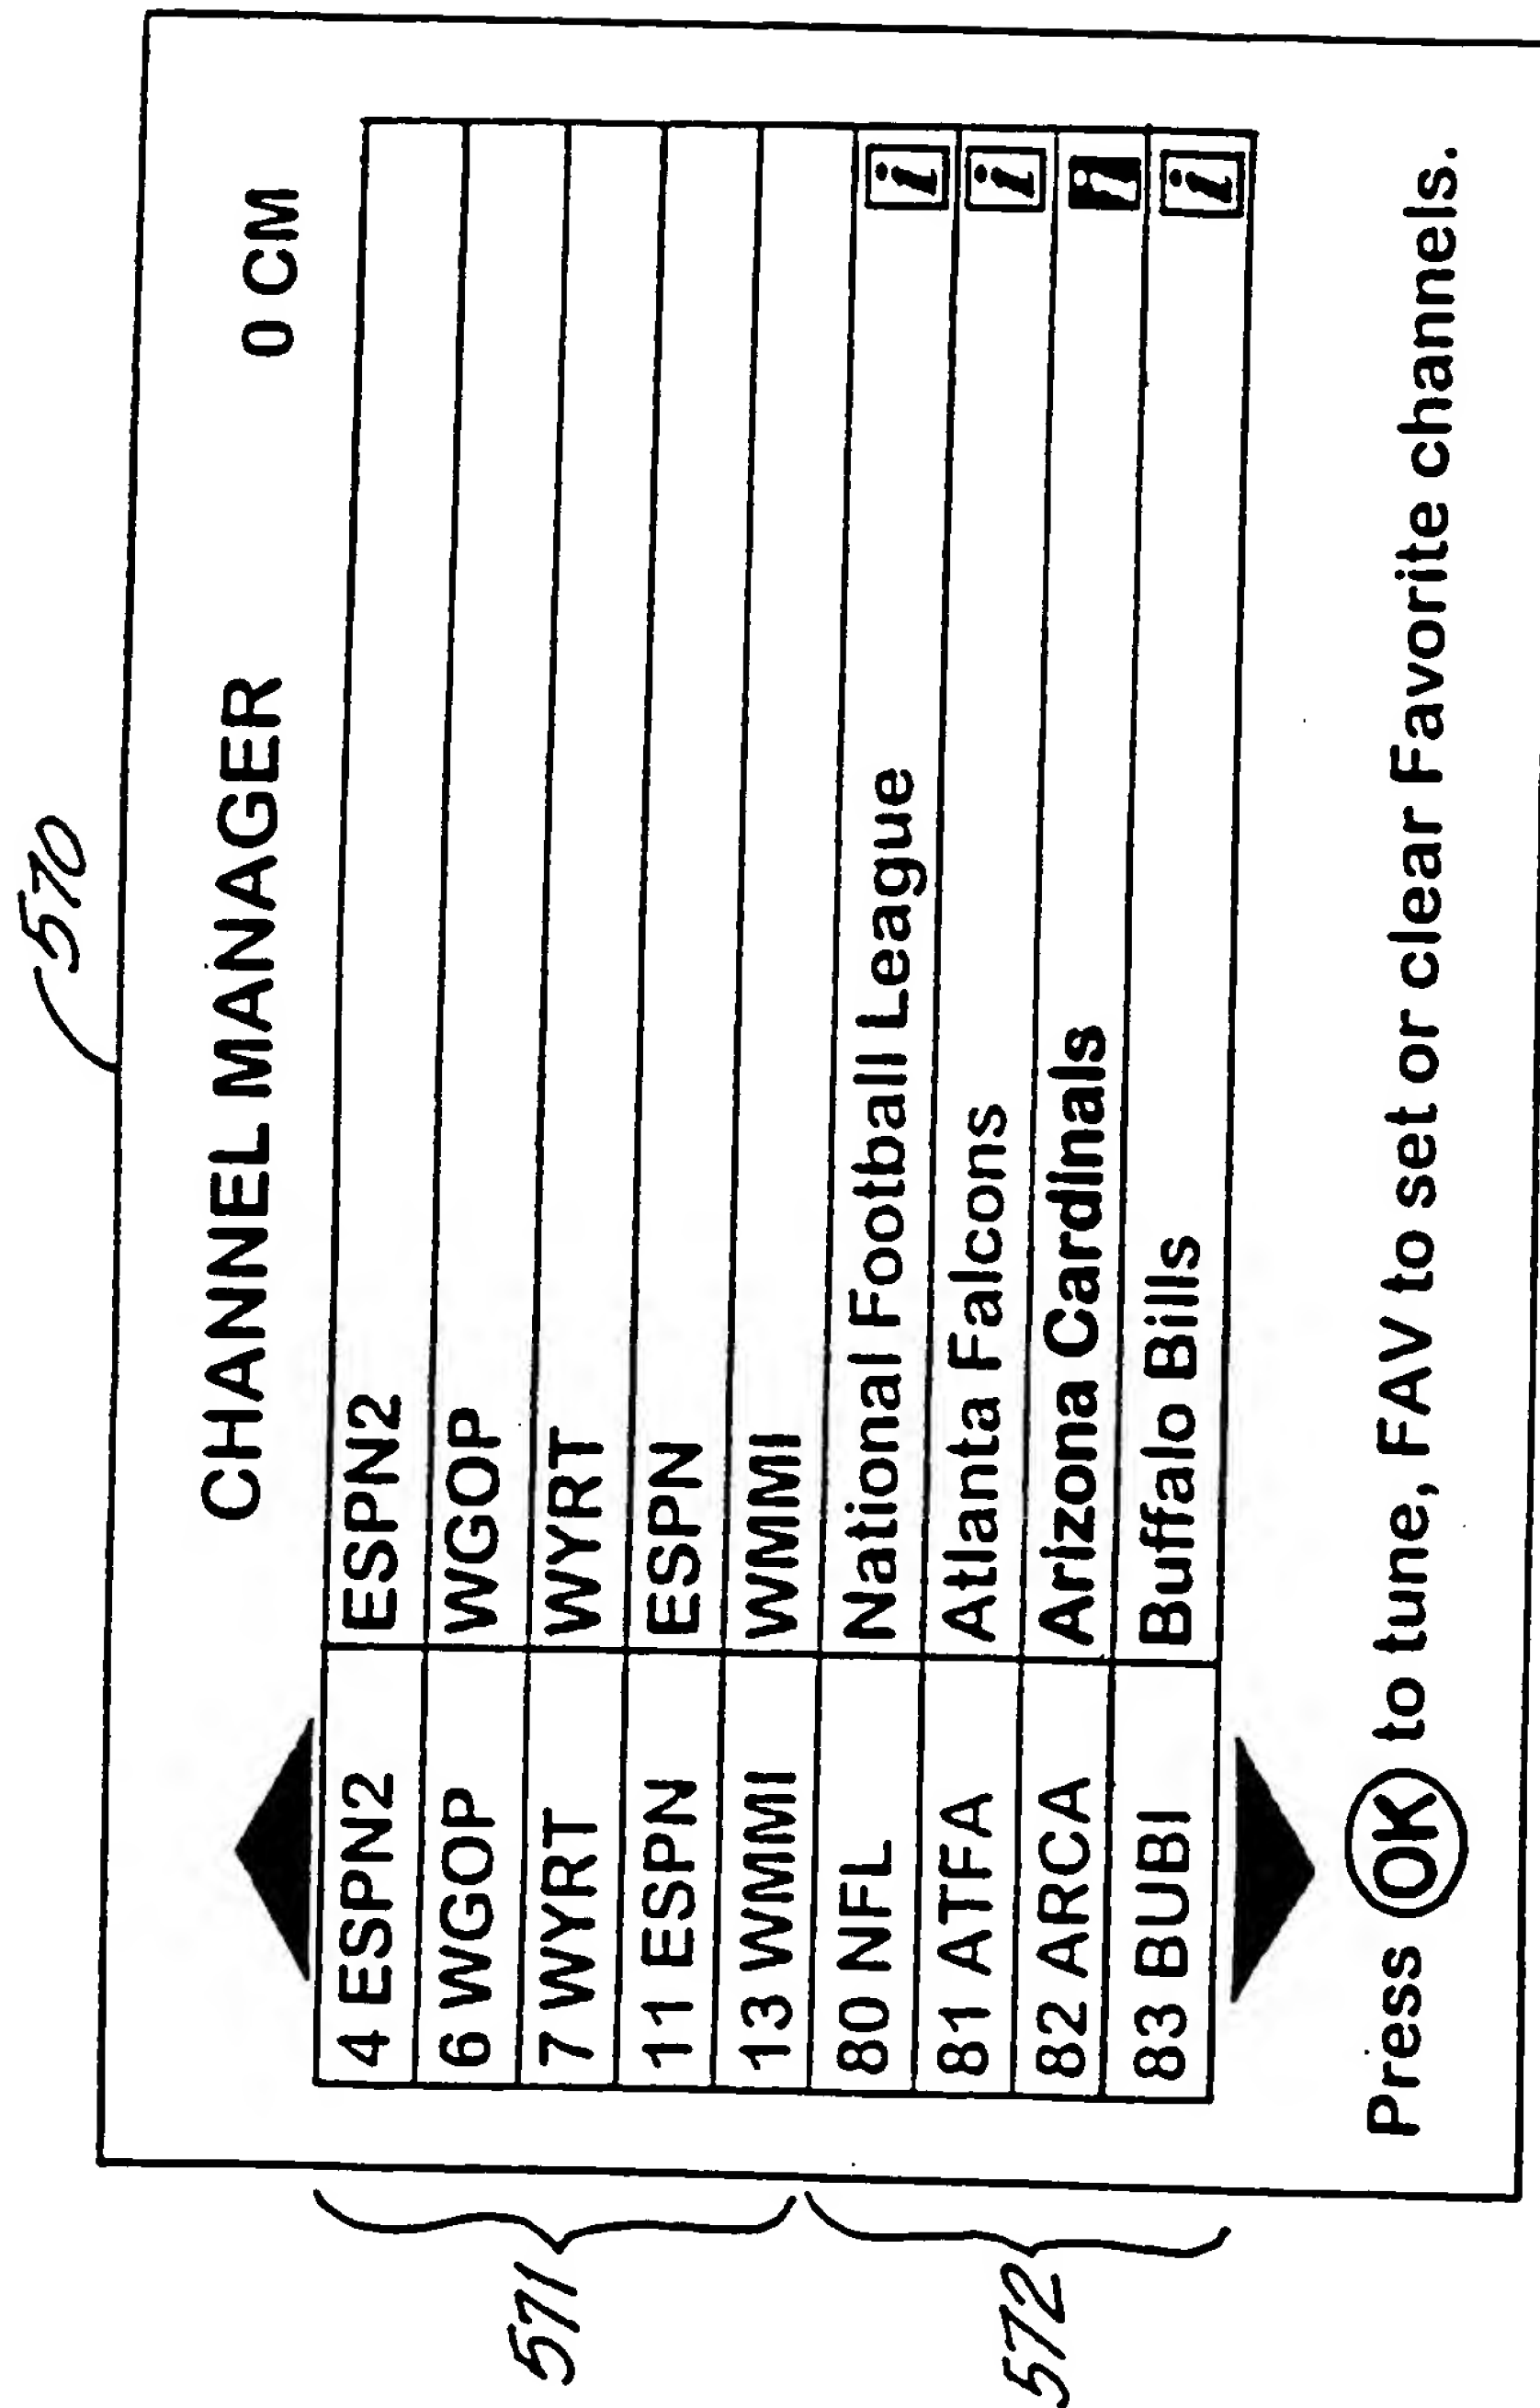 570
CHANNEL MANAGER 0 CM
4 ESPN2 ESPN2
6 WGOP WGOP
7 WYRT WYRT
11 ESPN ESPN
13 WMMI WMMI
80 NFL National Football League i
81 ATFA Atlanta Falcons i
82 ARCA Arizona Cardinals i
83 BUBI Buffalo Bills i
Press OK to tune, FAV to set or clear Favorite channels.
571
572